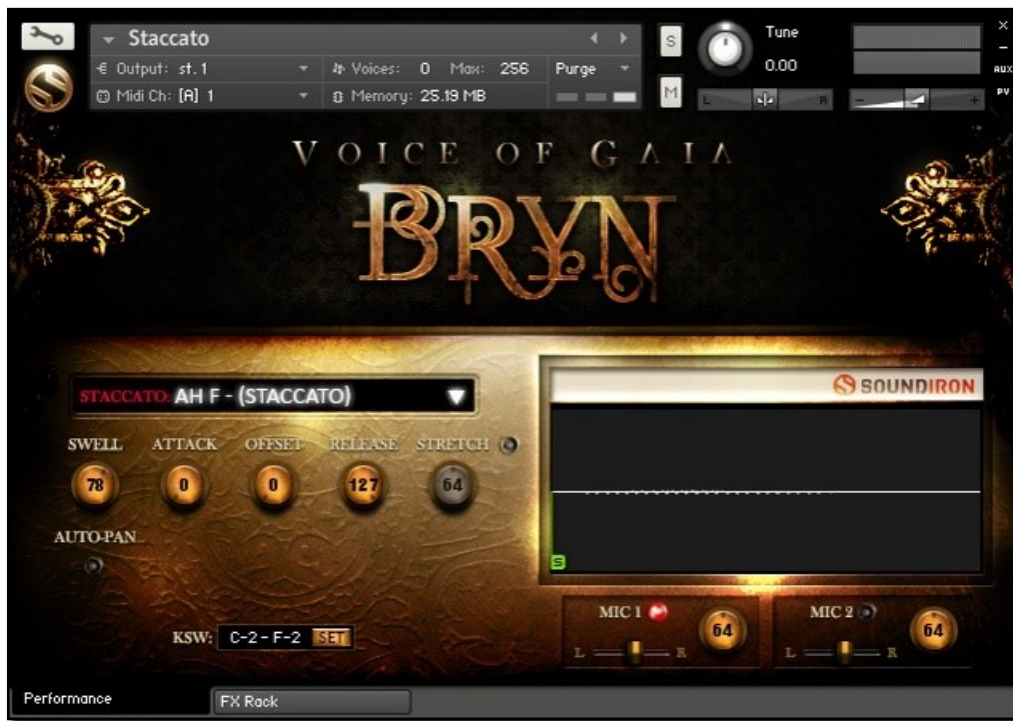 Staccato
S
Tune
0.00
Output: st.1
Voices: 0 Max: 256
Purge
AUX
Midi Ch: [A] 1
Memory: 25.19 MB
M
L
R
PV
VOICE OF GAIA
BRYN
SOUNDIRON
STACCATO: AH F - (STACCATO)
SWELL ATTACK OFFSET RELEASE STRETCH
78 0 0 127 64
AUTO-PAN
S
MIC 1
64
MIC 2
64
KSW: C-2 - F-2 SET
L R
L R
Performance
FX Rack